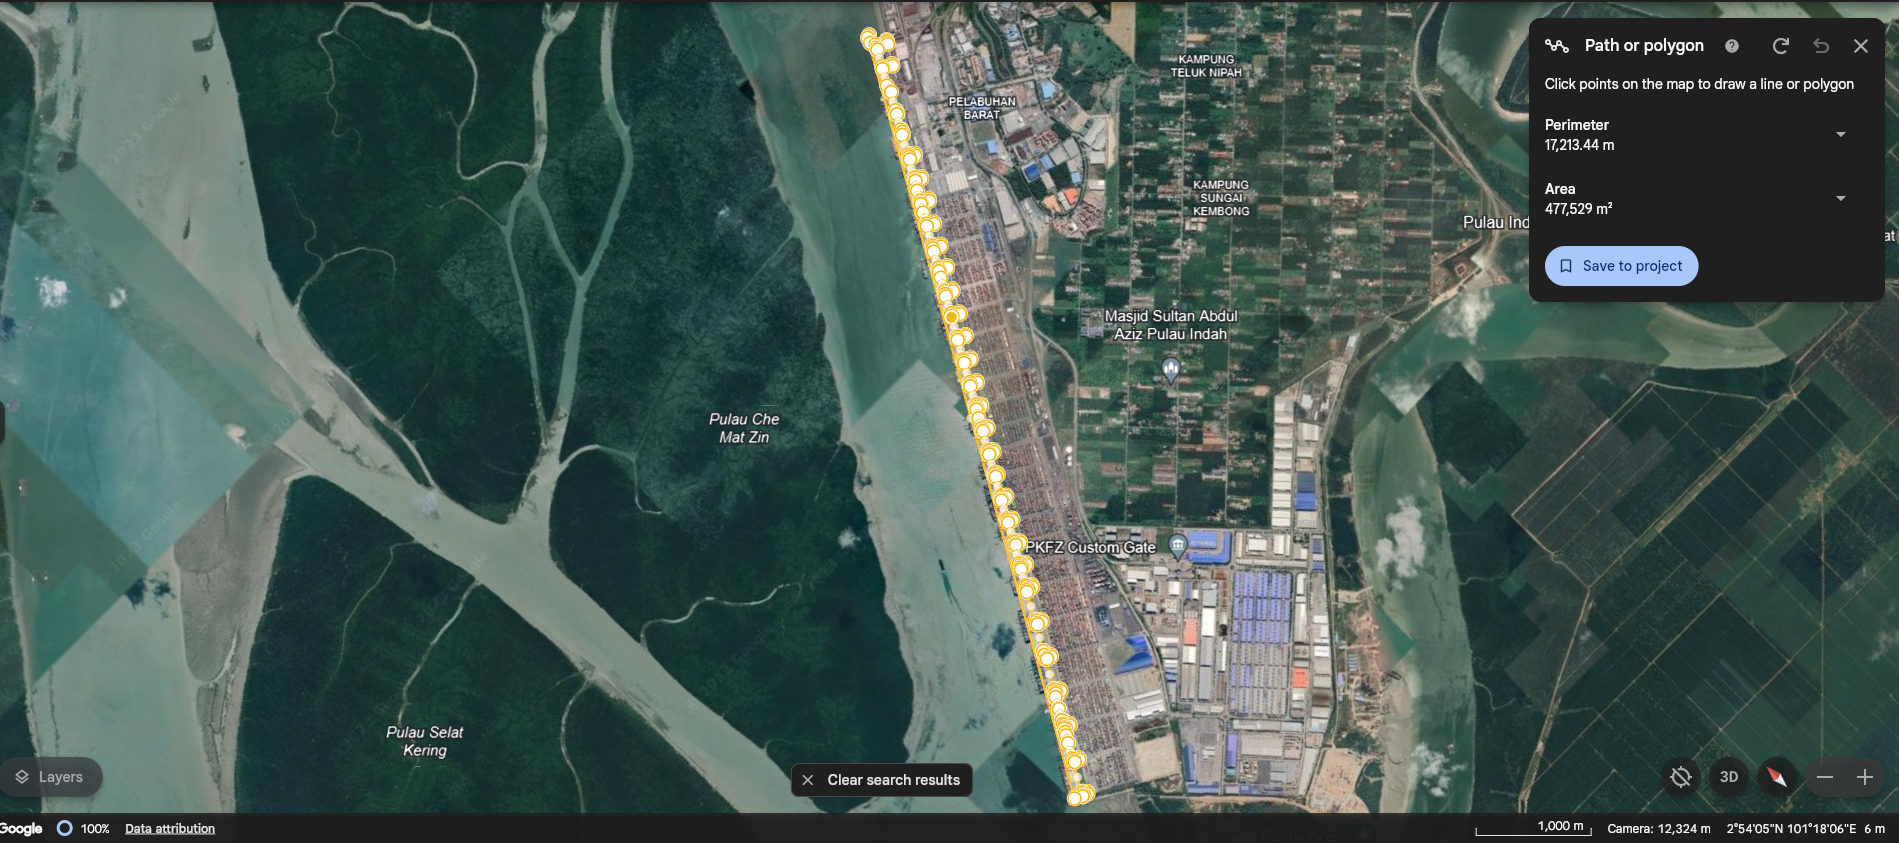 Path or polygon
Click points on the map to draw a line or polygon
Perimeter
17,213.44 m
Area
477,529 m²
Save to project
KAMPUNG
TELUK NIPAH
PELABUHAN
BARAT
KAMPUNG
SUNGAI
KEMBONG
Pulau Ind
at
Masjid Sultan Abdul
Aziz Pulau Indah
Pulau Che
Mat Zin
PKFZ Custom Gate
Pulau Selat
Kering
Layers
Clear search results
3D
Google
100%
Data attribution
1,000 m
Camera: 12,324 m
2°54'05"N 101°18'06"E
6 m